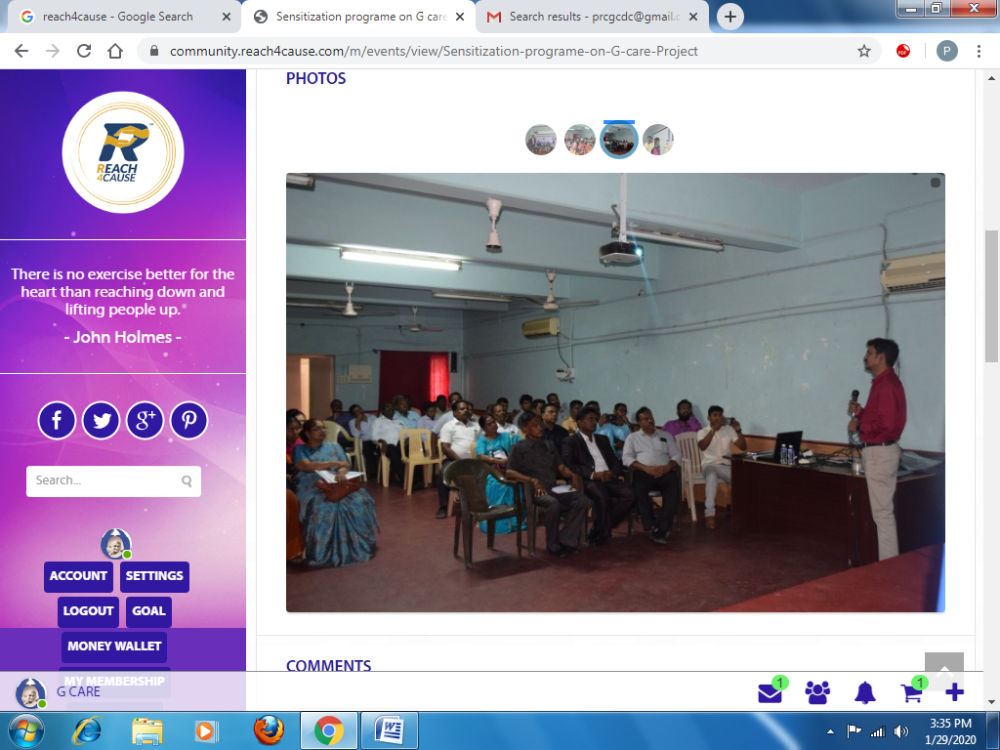 reach4cause - Google Search
Sensitization programe on G care
Search results - prcgcdc@gmail.c
community.reach4cause.com/m/events/view/Sensitization-programe-on-G-care-Project
PDF
P
R
REACH
4CAUSE
There is no exercise better for the
heart than reaching down and
lifting people up.
- John Holmes -
Search...
ACCOUNT
SETTINGS
LOGOUT
GOAL
MONEY WALLET
MY MEMBERSHIP
G CARE
PHOTOS
COMMENTS
1
1
3:35 PM
1/29/2020